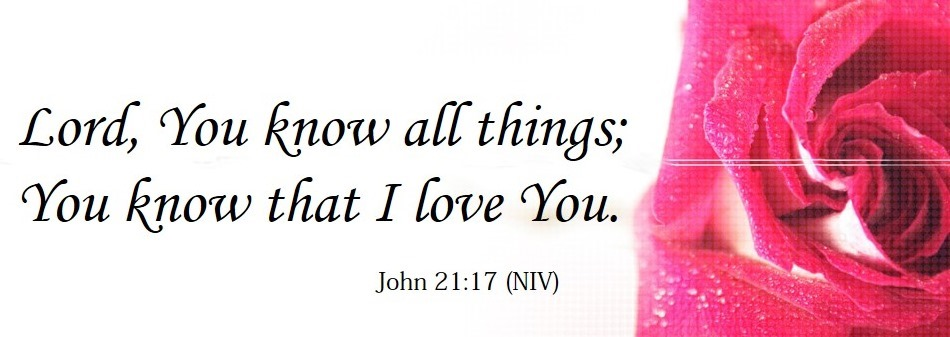 Lord, You know all things;
You know that I love You.
John 21:17 (NIV)